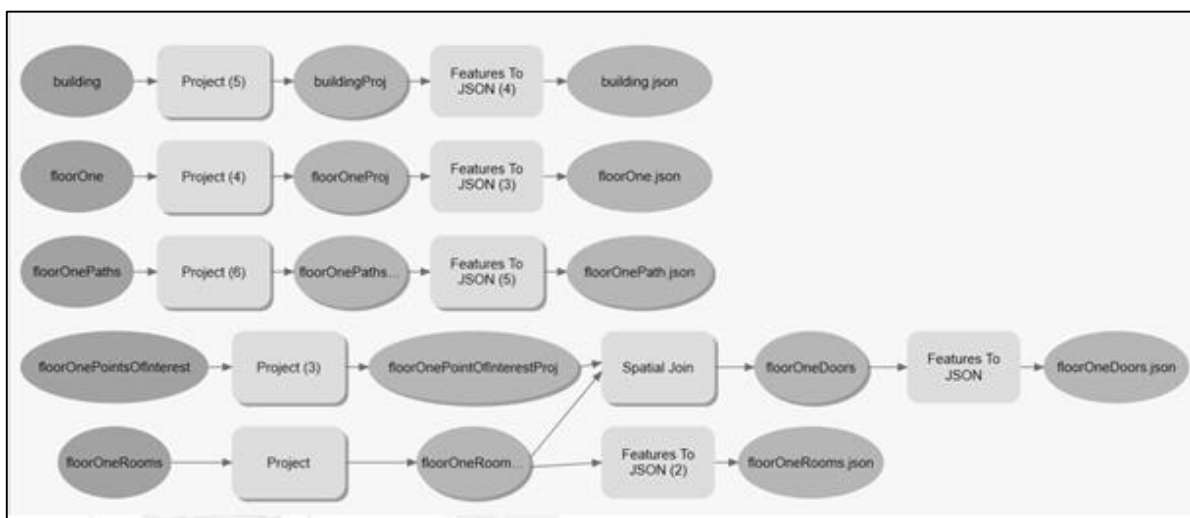 building
Project (5)
buildingProj
Features To
JSON (4)
building.json
floorOne
Project (4)
floorOneProj
Features To
JSON (3)
floorOne.json
floorOnePaths
Project (6)
floorOnePaths...
Features To
JSON (5)
floorOnePath.json
floorOnePointsOfInterest
Project (3)
floorOnePointOfInterestProj
Spatial Join
floorOneDoors
Features To
JSON
floorOneDoors.json
floorOneRooms
Project
floorOneRoom...
Features To
JSON (2)
floorOneRooms.json